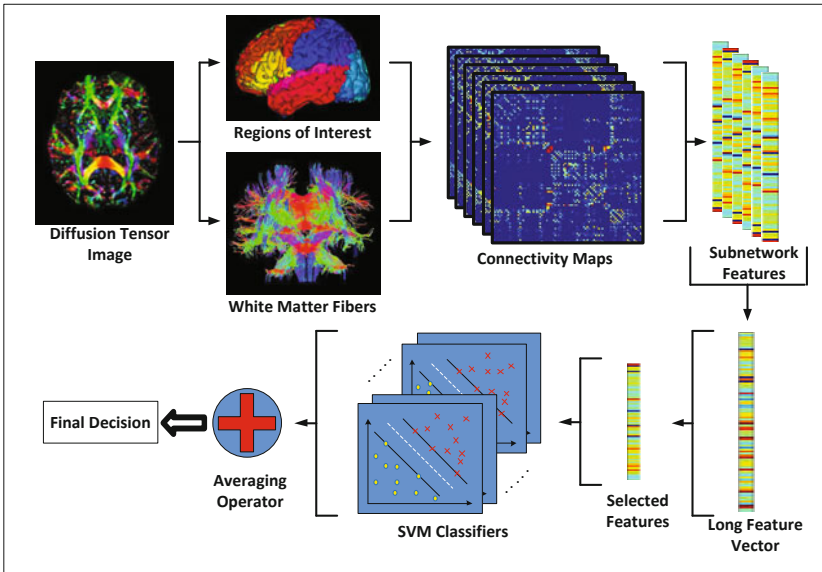 Diffusion Tensor
Image
Regions of Interest
White Matter Fibers
Connectivity Maps
Subnetwork
Features
Final Decision
Averaging
Operator
SVM Classifiers
Selected
Features
Long Feature
Vector